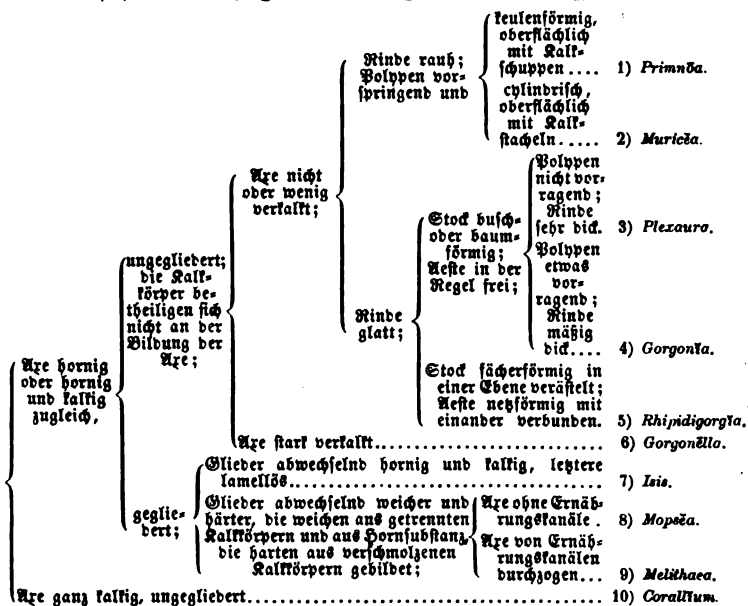 keulenförmig,
oberflächlich
mit Kalk-
schuppen .... 1) Primnŏa.
Rinde rauh;
Polypen vor-
springend und
cylindrisch,
oberflächlich
mit Kalk-
stacheln ..... 2) Muricĕa.
Axe nicht
oder wenig
verkalkt;
Polypen
nicht vor-
ragend;
Rinde
sehr dick. 3) Plexaura.
Stock busch-
oder baum-
förmig;
Aeste in der
Regel frei;
Polypen
etwas
vor-
ragend;
Rinde
mäßig
dick.... 4) Gorgonĭa.
ungegliedert;
die Kalk-
körper be-
theiligen sich
nicht an der
Bildung der
Axe;
Rinde
glatt;
Axe hornig
oder hornig
und kalkig
zugleich,
Stock fächerförmig in
einer Ebene verästelt;
Aeste netzförmig mit
einander verbunden. 5) Rhipidigorgĭa.
Axe stark verkalkt................................ 6) Gorgonĕlla.
Glieder abwechselnd hornig und kalkig, letztere
lamellös........................................ 7) Isis.
geglie-
dert;
Glieder abwechselnd weicher und
härter, die weichen aus getrennten
Kalkkörpern und aus Hornsubstanz,
die harten aus verschmolzenen
Kalkkörpern gebildet;
Axe ohne Ernäh-
rungskanäle . 8) Mopsĕa.
Axe von Ernäh-
rungskanälen
durchzogen... 9) Melithaea.
Axe ganz kalkig, ungegliedert................................ 10) Corallĭum.